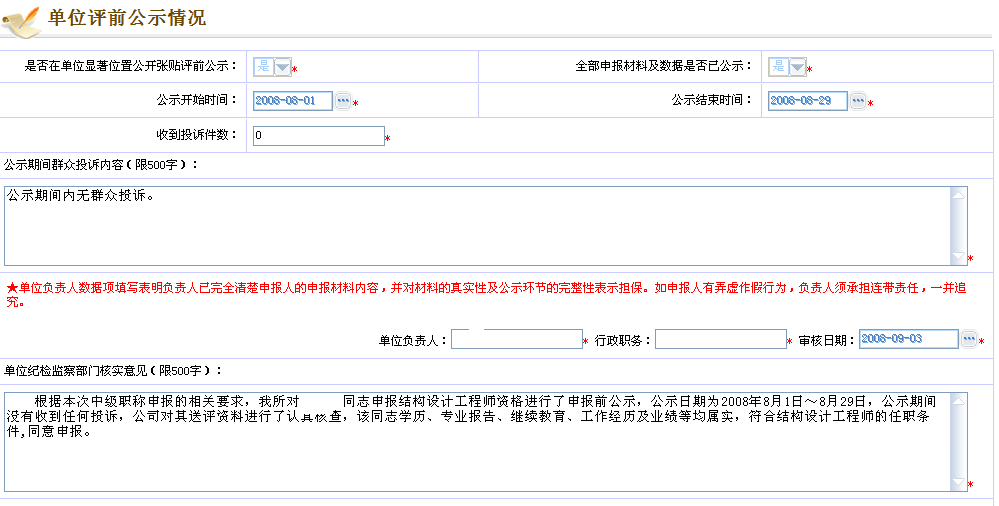 单位评前公示情况
是否在单位显著位置公开张贴评前公示： 是 * 全部申报材料及数据是否已公示： 是 *
公示开始时间： 2008-08-01 ... * 公示结束时间： 2008-08-29 ... *
收到投诉件数： 0 *
公示期间群众投诉内容(限500字)：
公示期间内无群众投诉。
*
★单位负责人数据项填写表明负责人已完全清楚申报人的申报材料内容，并对材料的真实性及公示环节的完整性表示担保。如申报人有弄虚作假行为，负责人须承担连带责任，一并追
究。
单位负责人： * 行政职务： * 审核日期： 2008-09-03 ... *
单位纪检监察部门核实意见(限500字)：
根据本次中级职称申报的相关要求，我所对 同志申报结构设计工程师资格进行了申报前公示，公示日期为2008年8月1日～8月29日，公示期间
没有收到任何投诉，公司对其送评资料进行了认真核查，该同志学历、专业报告、继续教育、工作经历及业绩等均属实，符合结构设计工程师的任职条
件,同意申报。
*